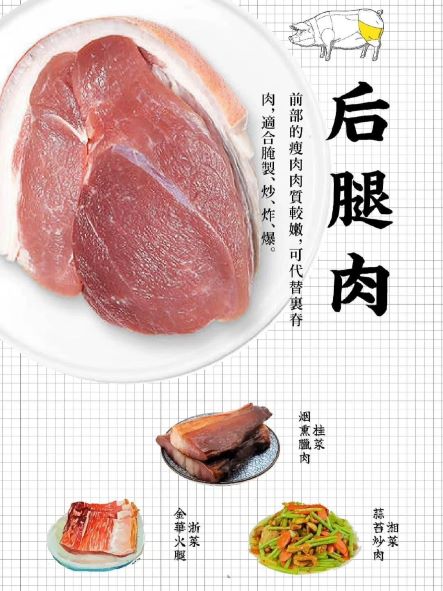 后腿肉
前部的瘦肉肉質較嫩，可代替裏脊
肉，適合腌製、炒、炸、爆。
桂菜
烟熏臘肉
浙菜
金華火腿
湘菜
蒜苔炒肉